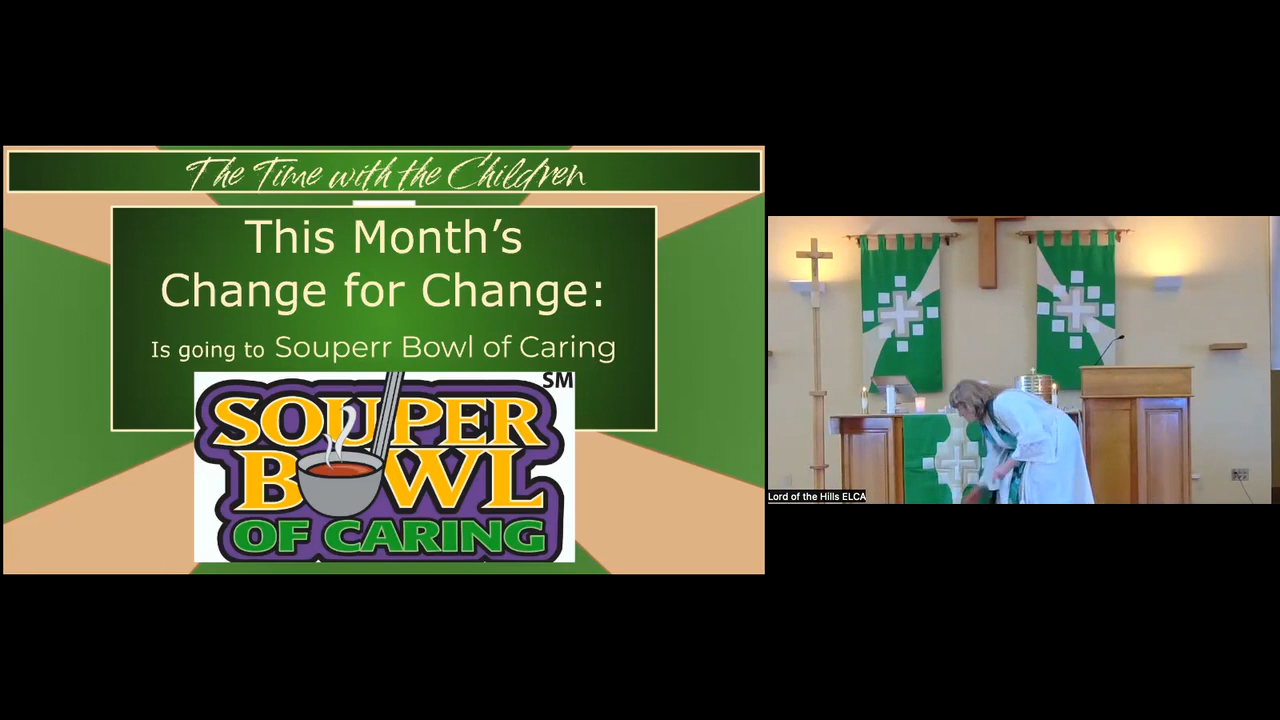 The Time with the Children
This Month's
Change for Change:
Is going to Souperr Bowl of Caring
SM
SOUPER
BOWL
OF CARING
Lord of the Hills ELCA